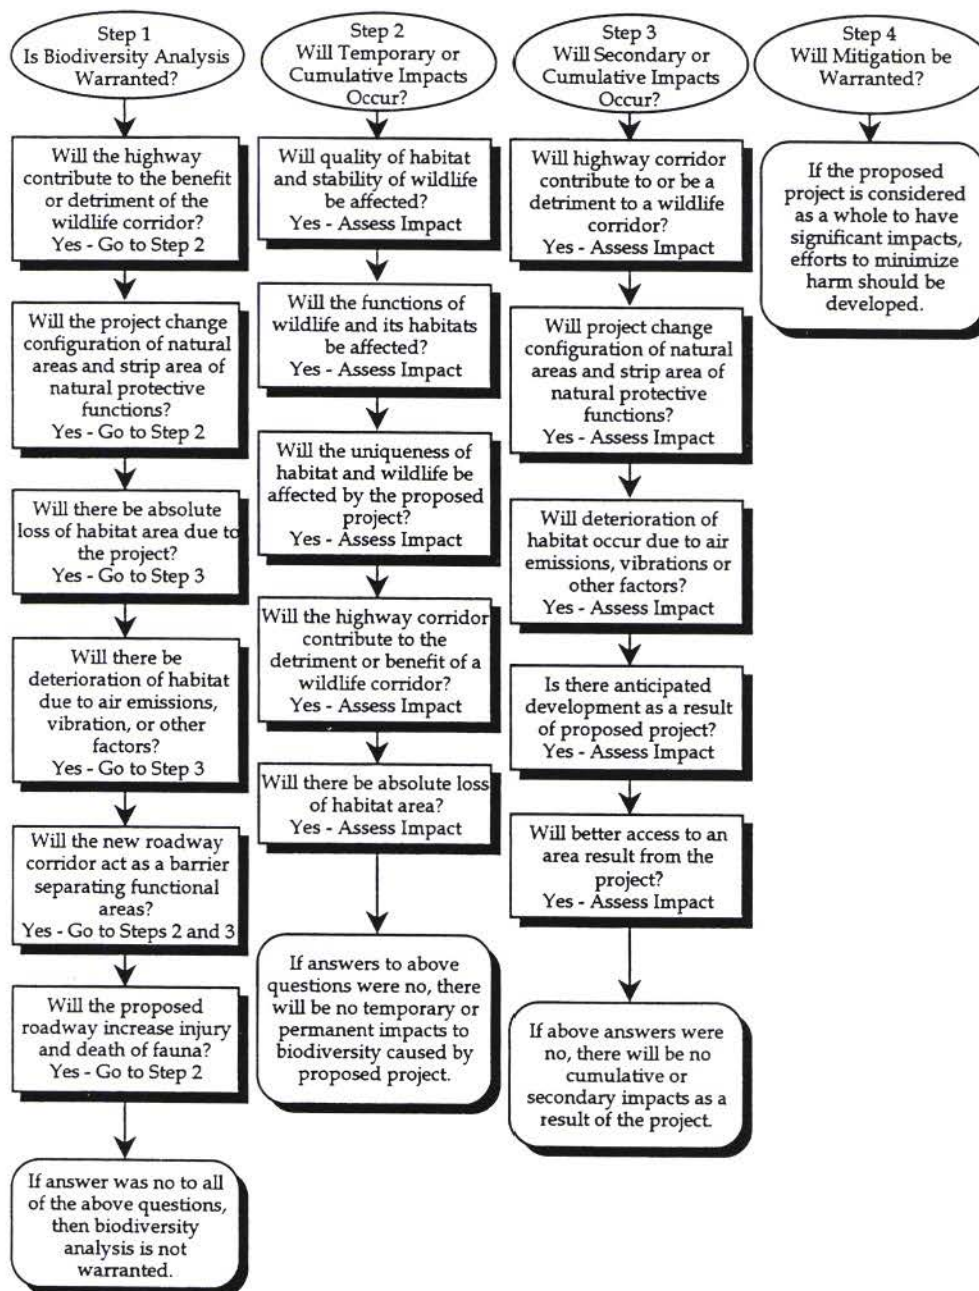 Step 1
Is Biodiversity Analysis
Warranted?
Will the highway
contribute to the benefit
or detriment of the
wildlife corridor?
Yes - Go to Step 2
Will the project change
configuration of natural
areas and strip area of
natural protective
functions?
Yes - Go to Step 2
Will there be absolute
loss of habitat area due to
the project?
Yes - Go to Step 3
Will there be
deterioration of habitat
due to air emissions,
vibration, or other
factors?
Yes - Go to Step 3
Will the new roadway
corridor act as a barrier
separating functional
areas?
Yes - Go to Steps 2 and 3
Will the proposed
roadway increase injury
and death of fauna?
Yes - Go to Step 2
If answer was no to all
of the above questions,
then biodiversity
analysis is not
warranted.
Step 2
Will Temporary or
Cumulative Impacts
Occur?
Will quality of habitat
and stability of wildlife
be affected?
Yes - Assess Impact
Will the functions of
wildlife and its habitats
be affected?
Yes - Assess Impact
Will the uniqueness of
habitat and wildlife be
affected by the proposed
project?
Yes - Assess Impact
Will the highway corridor
contribute to the
detriment or benefit of a
wildlife corridor?
Yes - Assess Impact
Will there be absolute loss
of habitat area?
Yes - Assess Impact
If answers to above
questions were no, there
will be no temporary or
permanent impacts to
biodiversity caused by
proposed project.
Step 3
Will Secondary or
Cumulative Impacts
Occur?
Will highway corridor
contribute to or be a
detriment to a wildlife
corridor?
Yes - Assess Impact
Will project change
configuration of natural
areas and strip area of
natural protective
functions?
Yes - Assess Impact
Will deterioration of
habitat occur due to air
emissions, vibrations or
other factors?
Yes - Assess Impact
Is there anticipated
development as a result
of proposed project?
Yes - Assess Impact
Will better access to an
area result from the
project?
Yes - Assess Impact
If above answers were
no, there will be no
cumulative or
secondary impacts as a
result of the project.
Step 4
Will Mitigation be
Warranted?
If the proposed
project is considered
as a whole to have
significant impacts,
efforts to minimize
harm should be
developed.